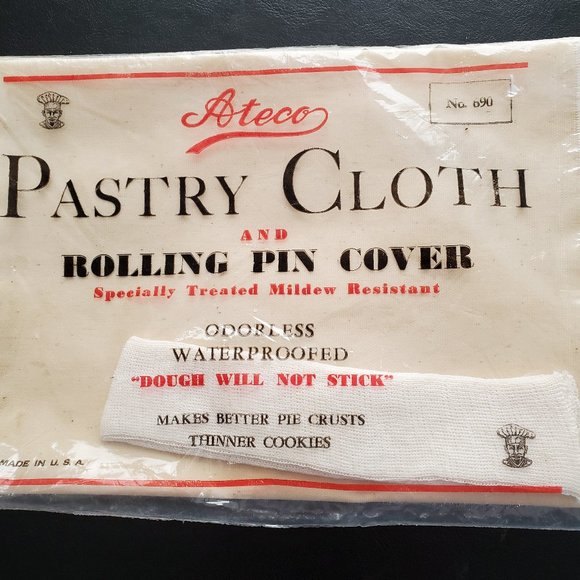 Ateco
No. 690
PASTRY CLOTH
AND
ROLLING PIN COVER
Specially Treated Mildew Resistant
ODORLESS
WATERPROOFED
"DOUGH WILL NOT STICK"
MAKES BETTER PIE CRUSTS
THINNER COOKIES
MADE IN U.S.A.